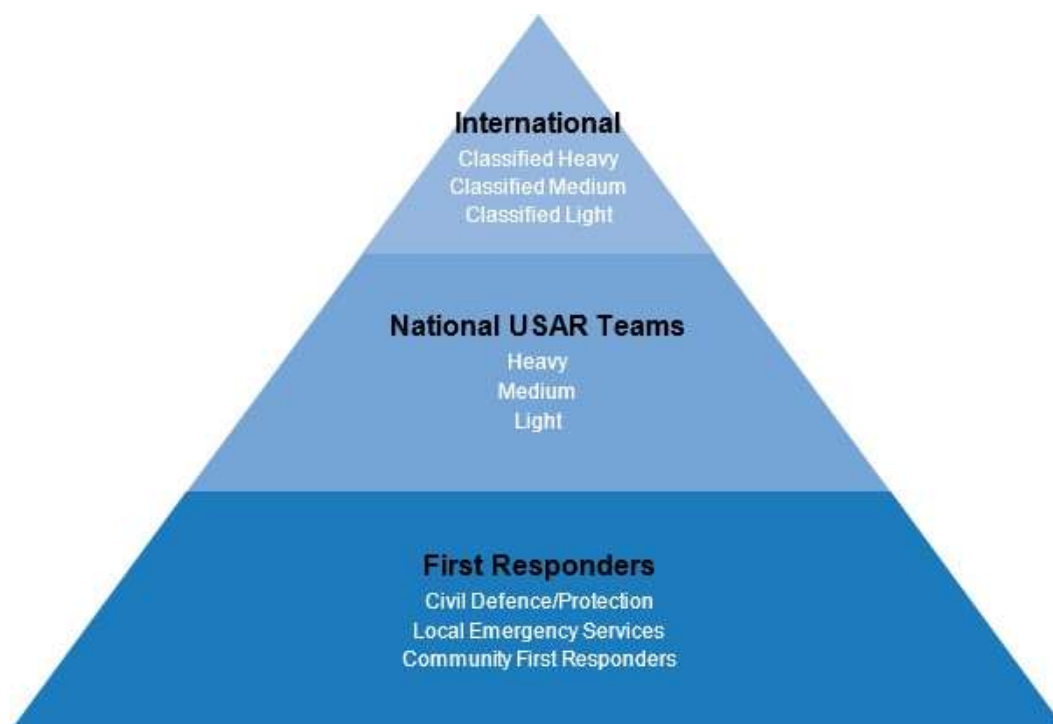 International
Classified Heavy
Classified Medium
Classified Light
National USAR Teams
Heavy
Medium
Light
First Responders
Civil Defence/Protection
Local Emergency Services
Community First Responders